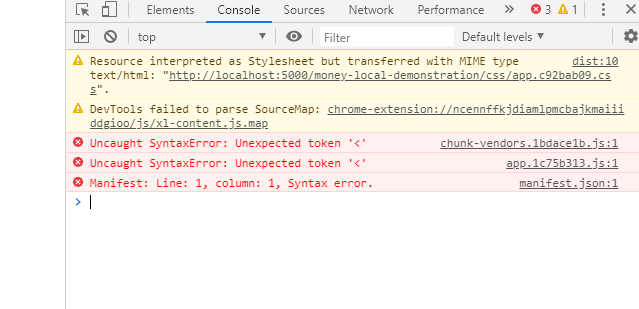 Elements Console Sources Network Performance » 3 1
top Filter Default levels
Resource interpreted as Stylesheet but transferred with MIME type dist:10
text/html: "http://localhost:5000/money-local-demonstration/css/app.c92bab09.cs
s".
DevTools failed to parse SourceMap: chrome-extension://ncennffkjdiamlpmcbajkmaiii
ddgioo/js/xl-content.js.map
Uncaught SyntaxError: Unexpected token '<' chunk-vendors.1bdace1b.js:1
Uncaught SyntaxError: Unexpected token '<' app.1c75b313.js:1
Manifest: Line: 1, column: 1, Syntax error. manifest.json:1